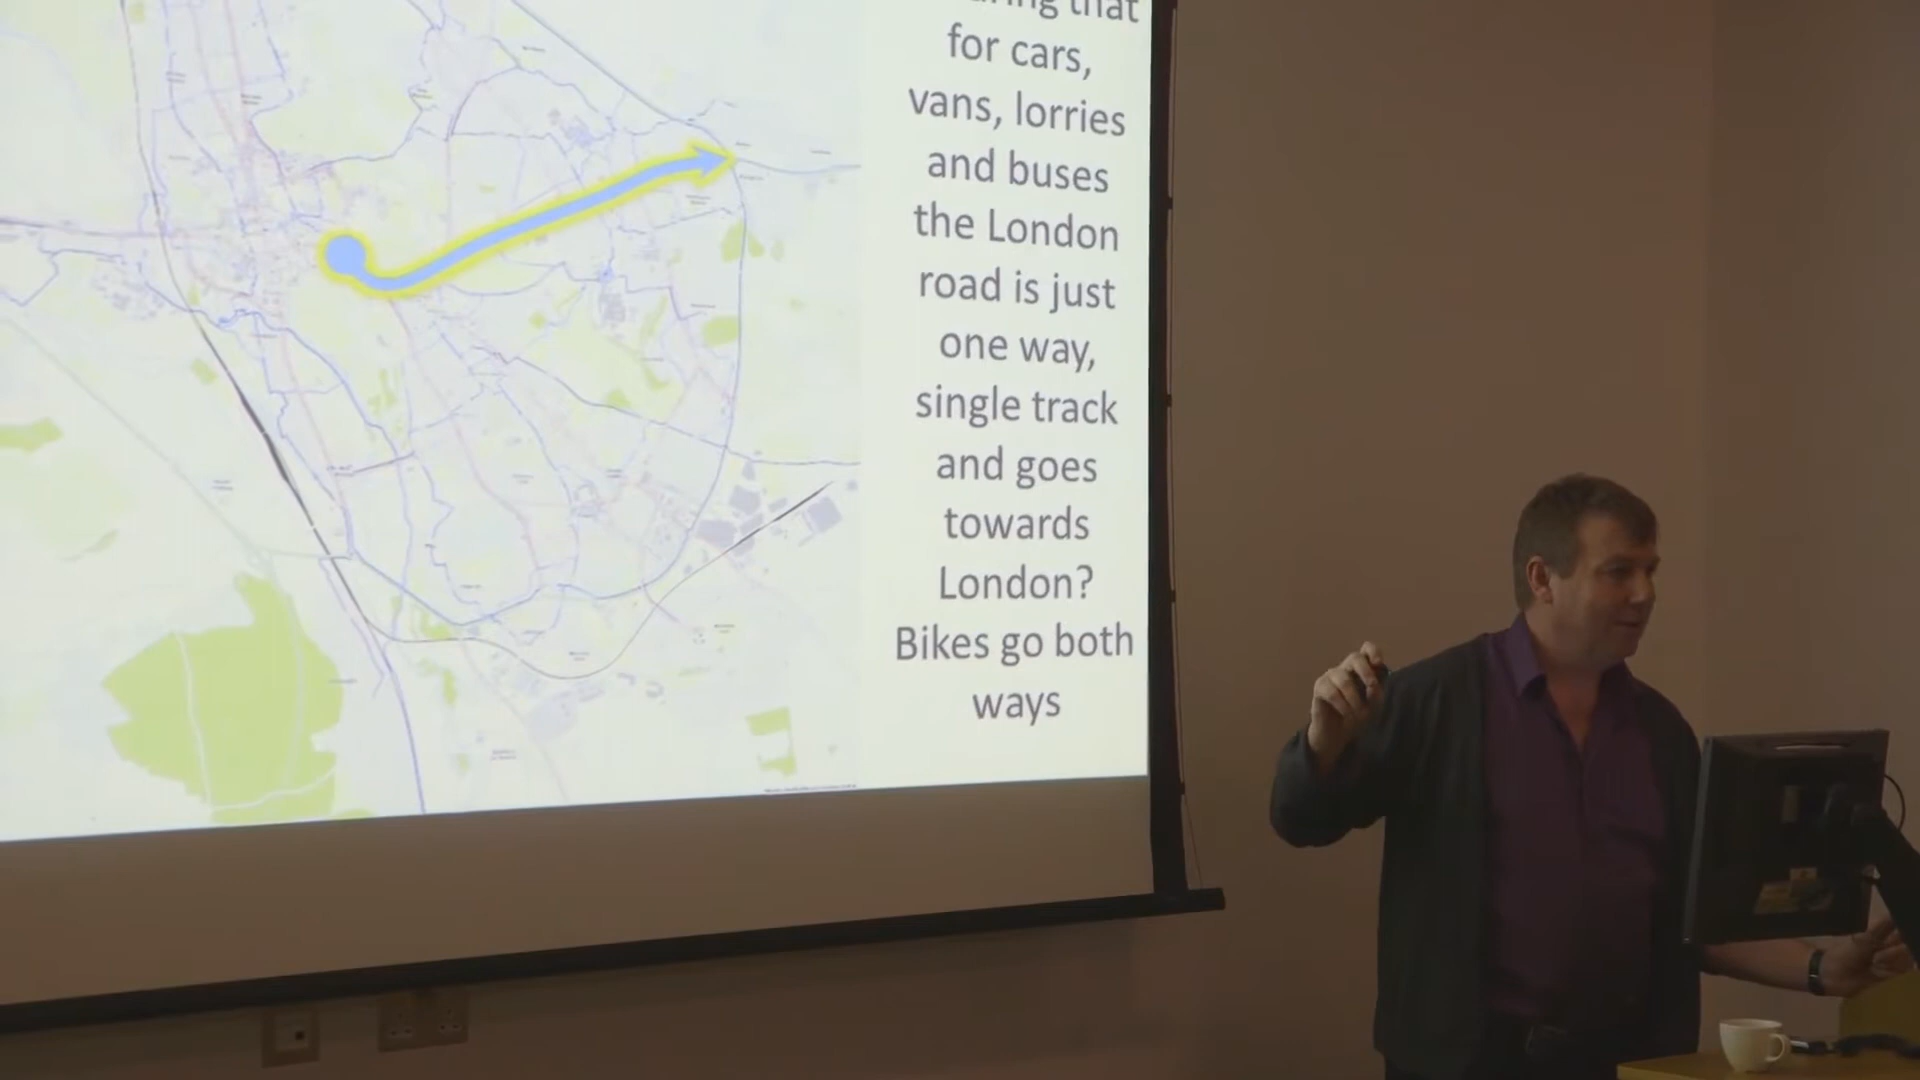 that
for cars,
vans, lorries
and buses
the London
road is just
one way,
single track
and goes
towards
London?
Bikes go both
ways